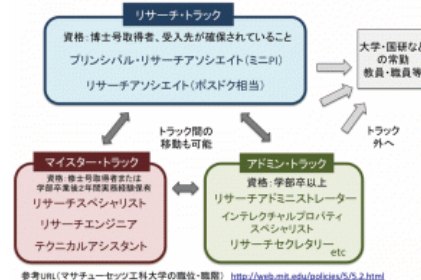 リサーチ・トラック
資格:博士号取得者、受入先が確保されていること
プリンシパル・リサーチアソシエイト(ミニPI)
リサーチアソシエイト(ポスドク相当)
大学・国研など
の常勤
教員・職員等
トラック間の
移動も可能
トラック
外へ
マイスター・トラック
資格:修士号取得者または
学部卒業後2年間実務経験保有
リサーチスペシャリスト
リサーチエンジニア
テクニカルアシスタント
アドミン・トラック
資格:学部卒以上
リサーチアドミニストレーター
インテレクチャルプロパティ
スペシャリスト
リサーチセクレタリー
etc
参考URL(マサチューセッツ工科大学の職位・職階) http://web.mit.edu/policies/5/5.2.html